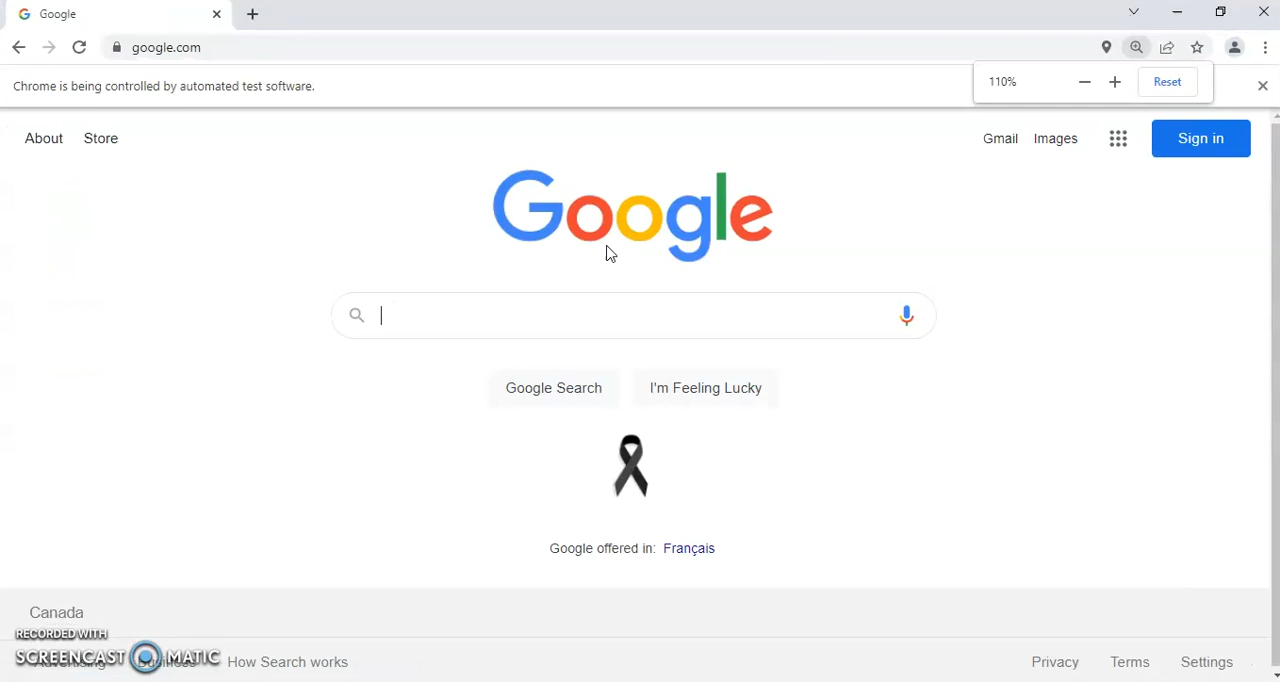 Google
google.com
110%
Reset
Chrome is being controlled by automated test software.
About Store
Gmail Images Sign in
Google
Google Search I'm Feeling Lucky
Google offered in: Français
Canada
RECORDED WITH
SCREENCAST MATIC
Advertising Business How Search works
Privacy Terms Settings